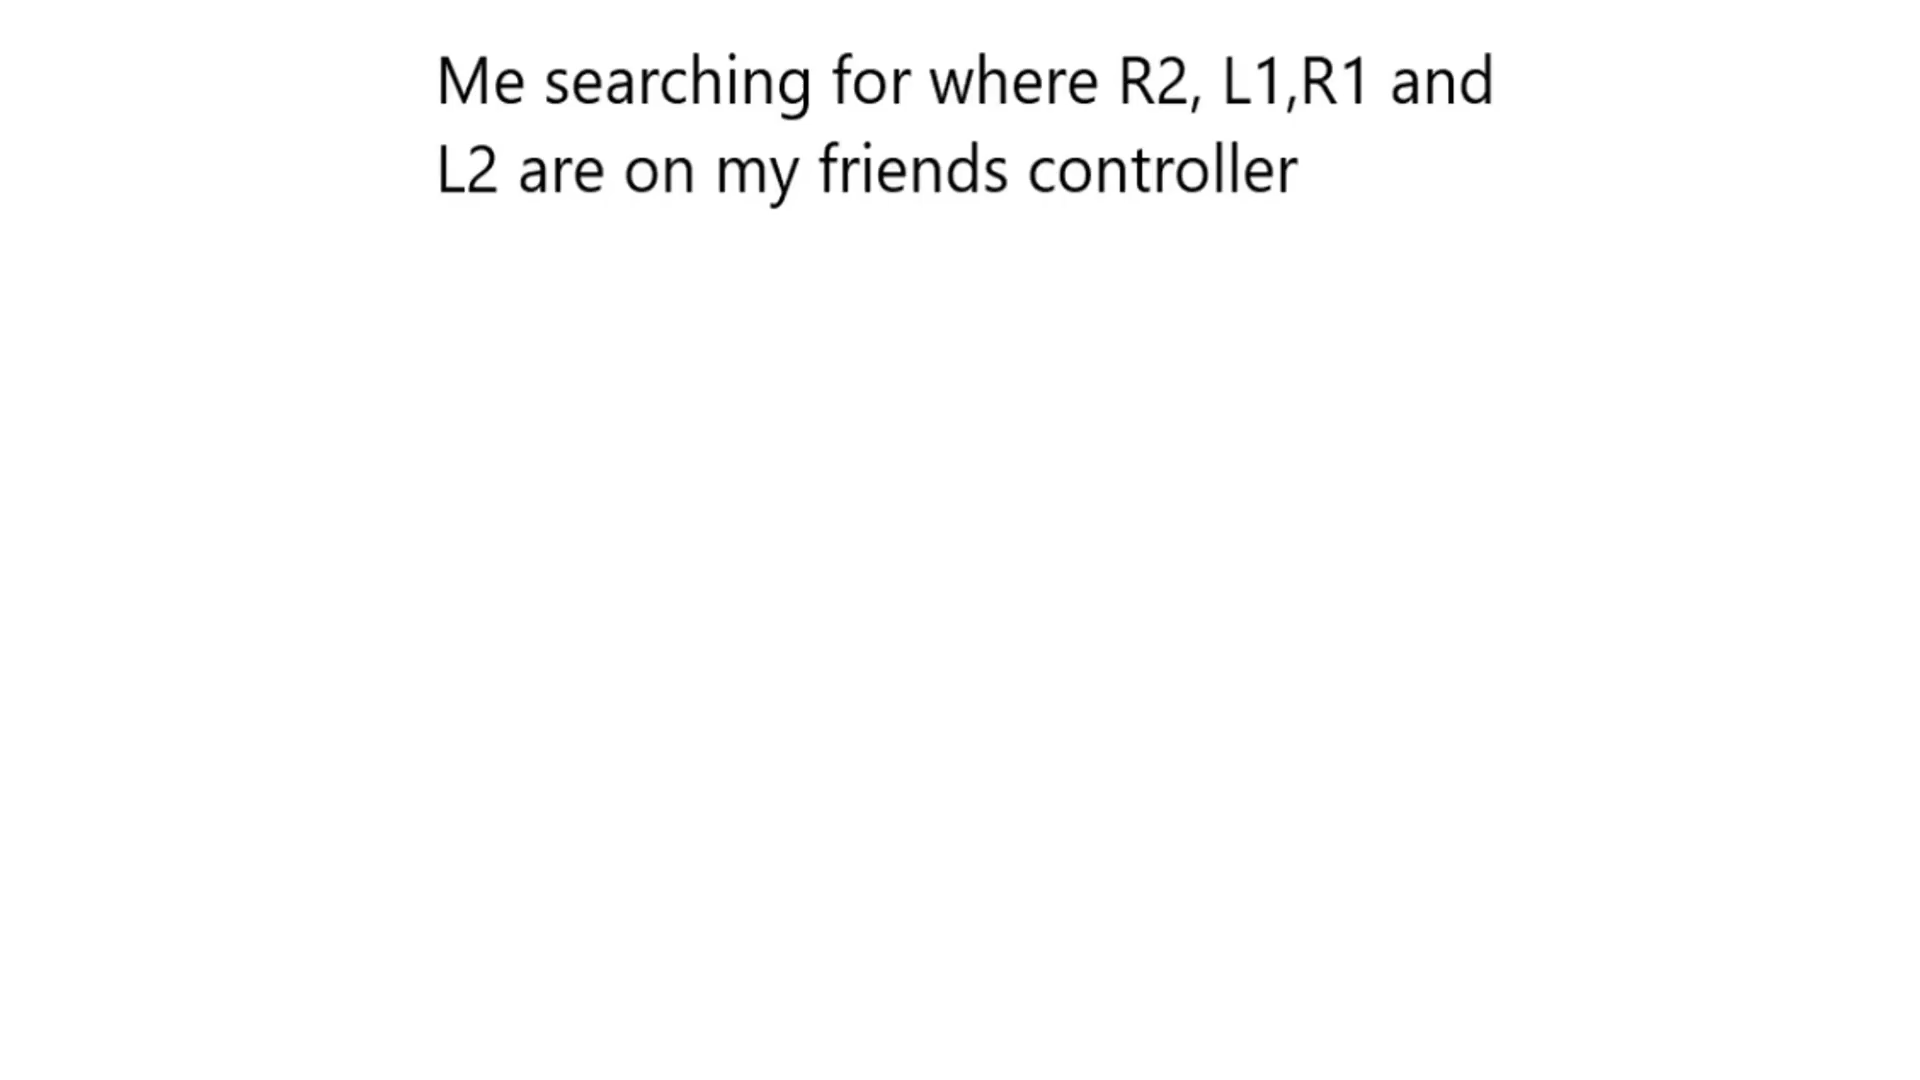 Me searching for where R2, L1,R1 and
L2 are on my friends controller